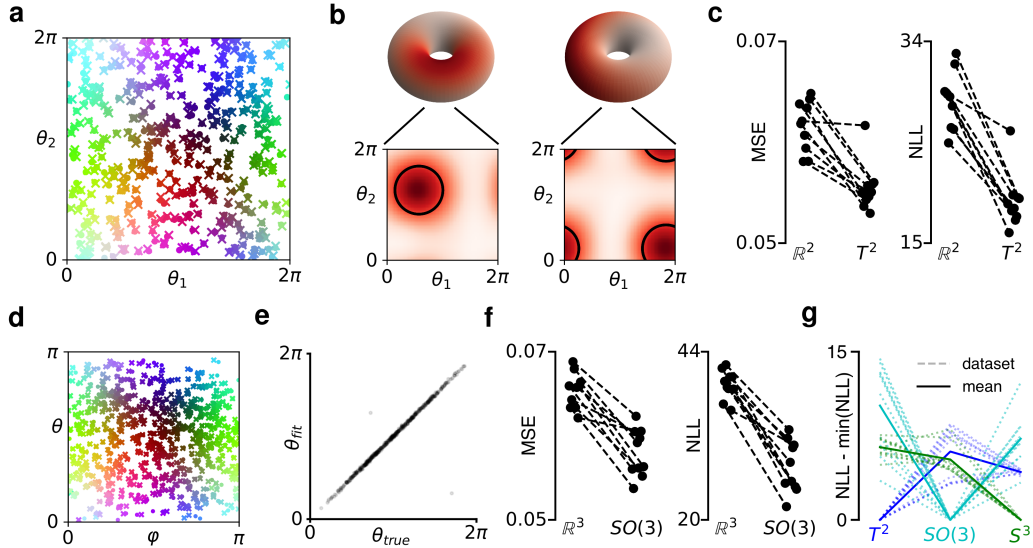 a
2π
θ2
0
0
θ1
2π
b
2π
θ2
0
0
θ1
2π
2π
θ2
0
0
θ1
2π
c
0.07
MSE
0.05
ℝ²
T²
34
NLL
15
ℝ²
T²
d
π
θ
0
0
φ
π
e
2π
θfit
0
0
θtrue
2π
f
0.07
MSE
0.05
ℝ³
SO(3)
44
NLL
20
ℝ³
SO(3)
g
15
NLL - min(NLL)
0
dataset
mean
T²
SO(3)
S³